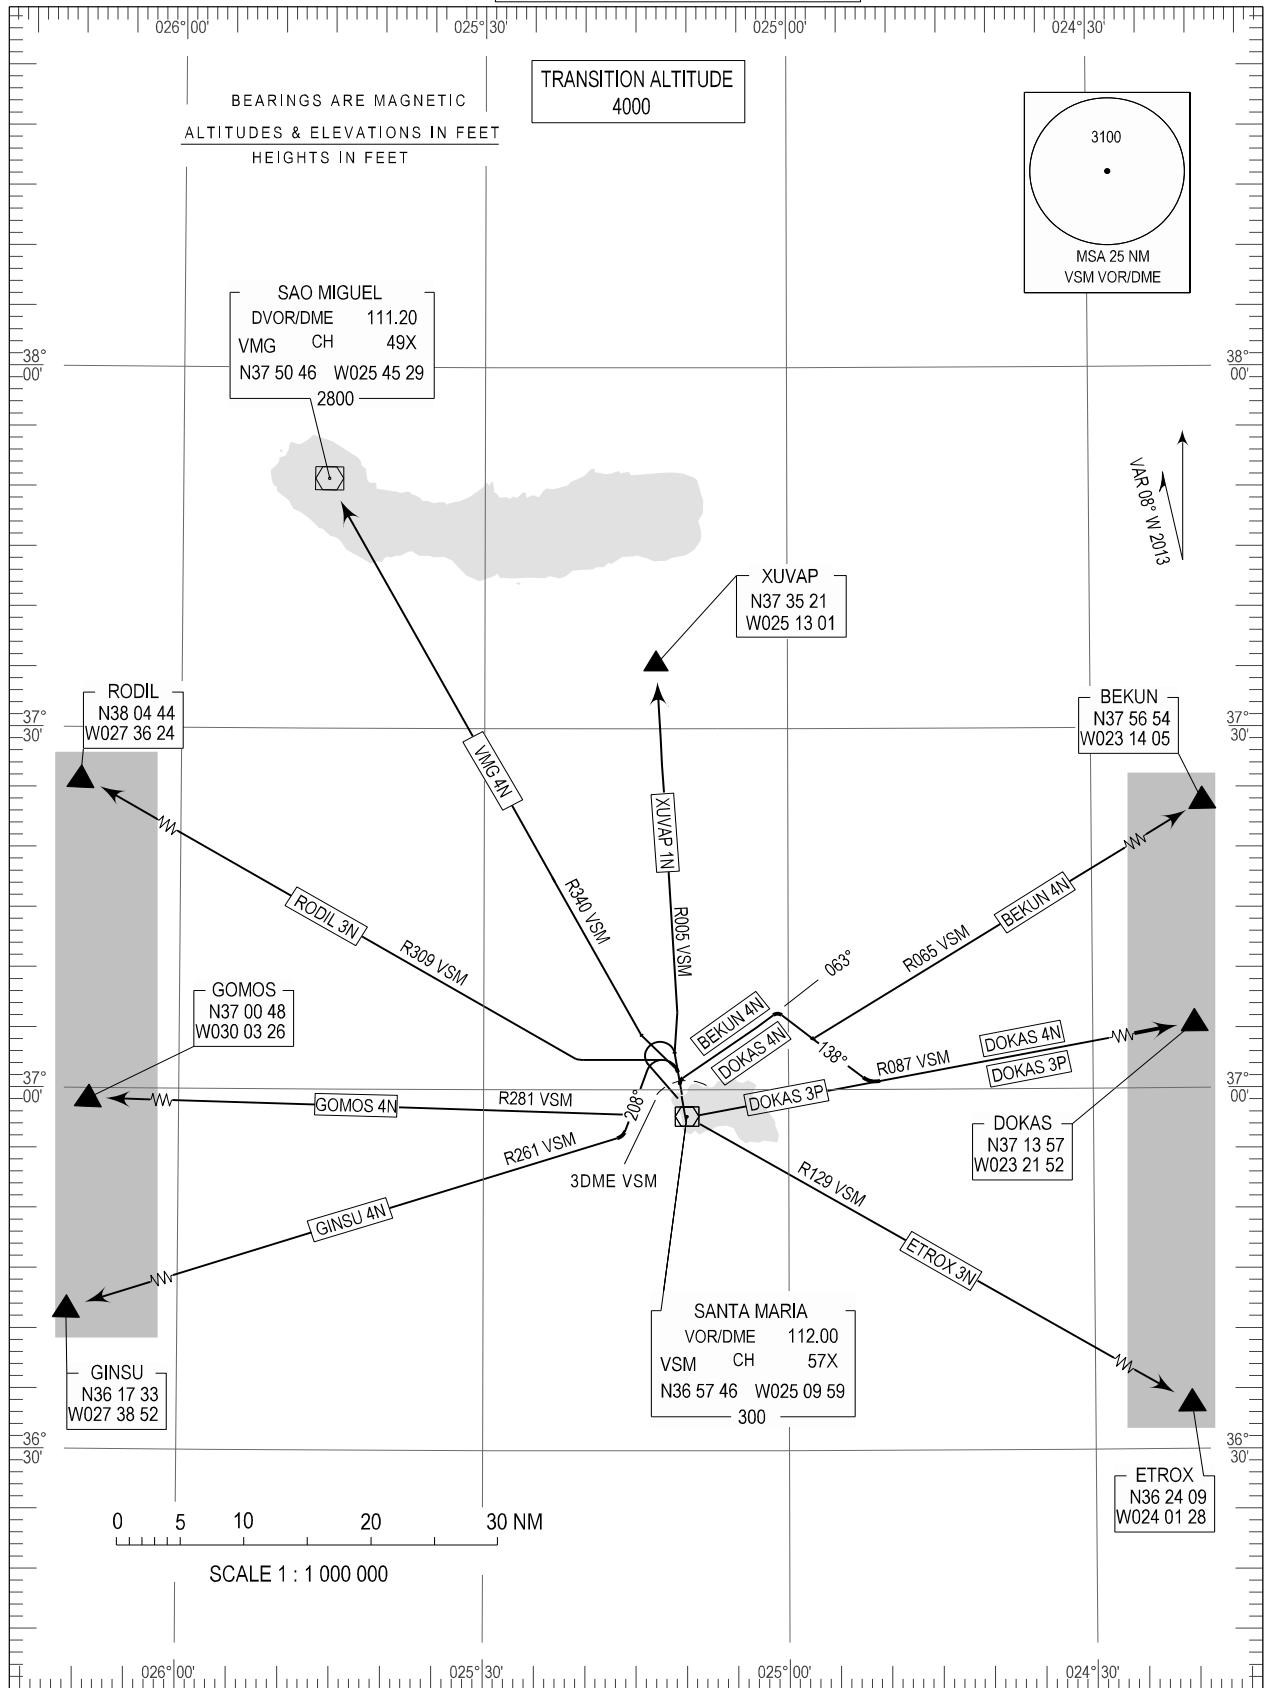 026°00'
025°30'
025°00'
024°30'
TRANSITION ALTITUDE
4000
BEARINGS ARE MAGNETIC
ALTITUDES & ELEVATIONS IN FEET
HEIGHTS IN FEET
3100
MSA 25 NM
VSM VOR/DME
SAO MIGUEL
DVOR/DME 111.20
VMG CH 49X
N37 50 46 W025 45 29
2800
38°
00'
38°
00'
VAR 08° W 2013
XUVAP
N37 35 21
W025 13 01
RODIL
N38 04 44
W027 36 24
BEKUN
N37 56 54
W023 14 05
37°
30'
37°
30'
VMG 4N
XUVAP 1N
RODIL 3N
R309 VSM
R340 VSM
R005 VSM
BEKUN 4N
R065 VSM
063°
GOMOS
N37 00 48
W030 03 26
BEKUN 4N
DOKAS 4N
138°
R087 VSM
DOKAS 4N
DOKAS 3P
DOKAS 3P
37°
00'
37°
00'
GOMOS 4N
R281 VSM
208°
R261 VSM
GINSU 4N
3DME VSM
R129 VSM
ETROX 3N
DOKAS
N37 13 57
W023 21 52
SANTA MARIA
VOR/DME 112.00
VSM CH 57X
N36 57 46 W025 09 59
300
GINSU
N36 17 33
W027 38 52
36°
30'
36°
30'
ETROX
N36 24 09
W024 01 28
0 5 10 20 30 NM
SCALE 1 : 1 000 000
026°00'
025°30'
025°00'
024°30'